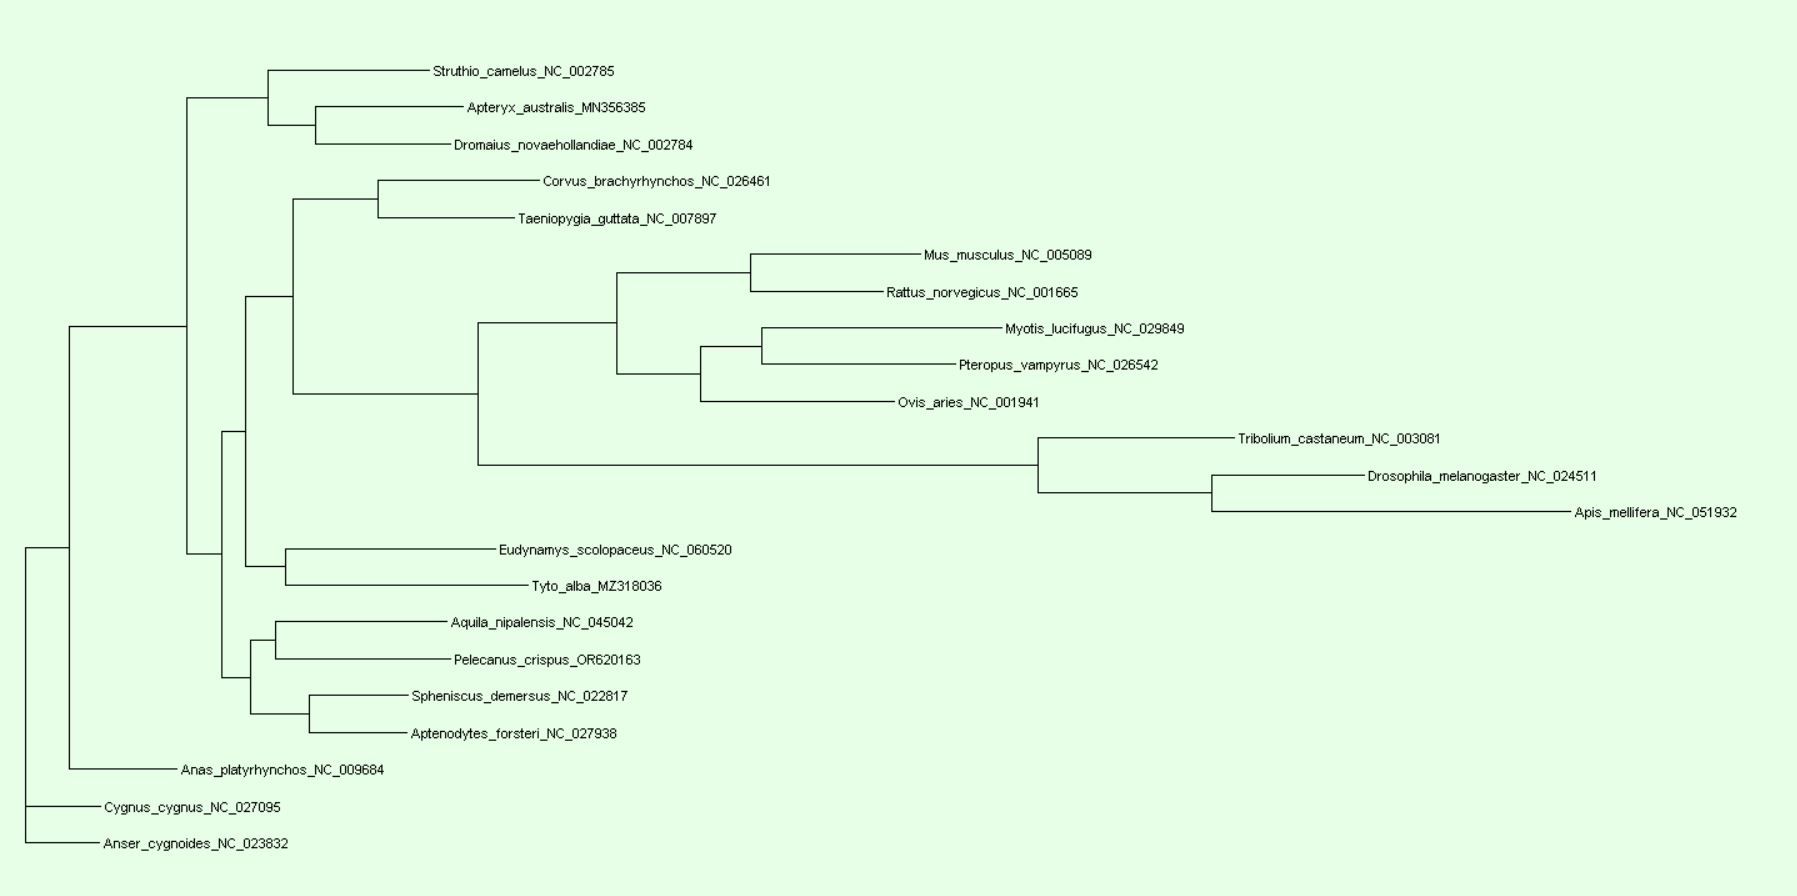 Struthio_camelus_NC_002785
Apteryx_australis_MN356385
Dromaius_novaehollandiae_NC_002784
Corvus_brachyrhynchos_NC_026461
Taeniopygia_guttata_NC_007897
Mus_musculus_NC_005089
Rattus_norvegicus_NC_001665
Myotis_lucifugus_NC_029849
Pteropus_vampyrus_NC_026542
Ovis_aries_NC_001941
Tribolium_castaneum_NC_003081
Drosophila_melanogaster_NC_024511
Apis_mellifera_NC_051932
Eudynamys_scolopaceus_NC_060520
Tyto_alba_MZ318036
Aquila_nipalensis_NC_045042
Pelecanus_crispus_OR620163
Spheniscus_demersus_NC_022817
Aptenodytes_forsteri_NC_027938
Anas_platyrhynchos_NC_009684
Cygnus_cygnus_NC_027095
Anser_cygnoides_NC_023832